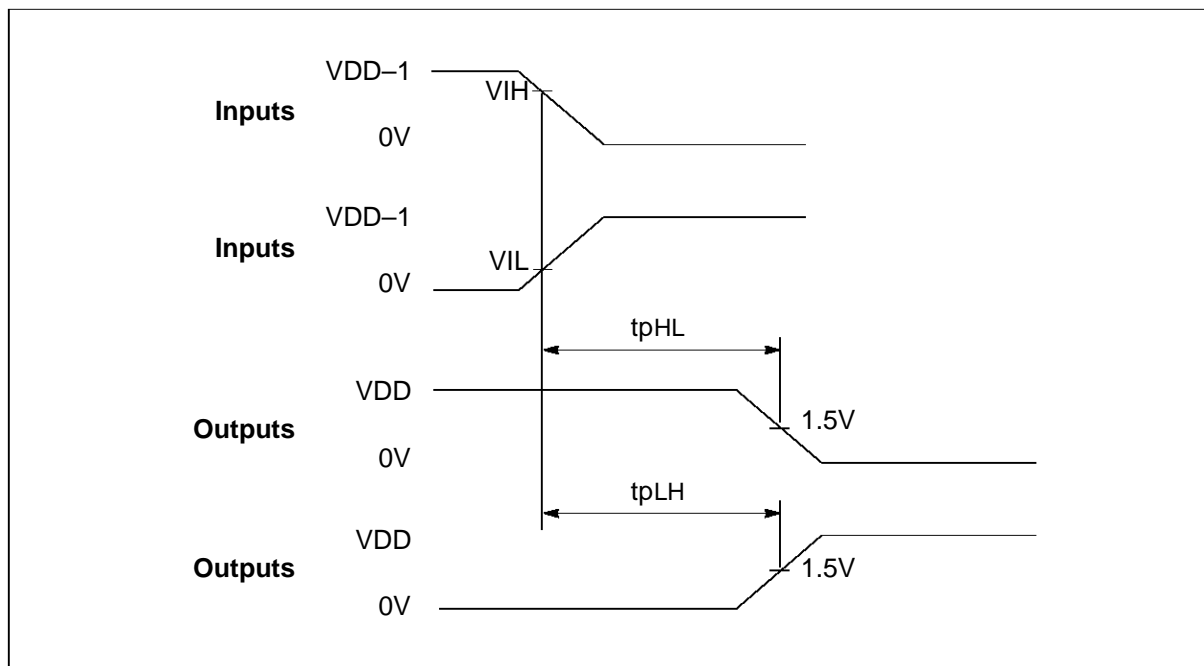 VDD–1
VIH
Inputs
0V
VDD–1
Inputs
VIL
0V
tpHL
VDD
1.5V
Outputs
0V
tpLH
VDD
Outputs
1.5V
0V